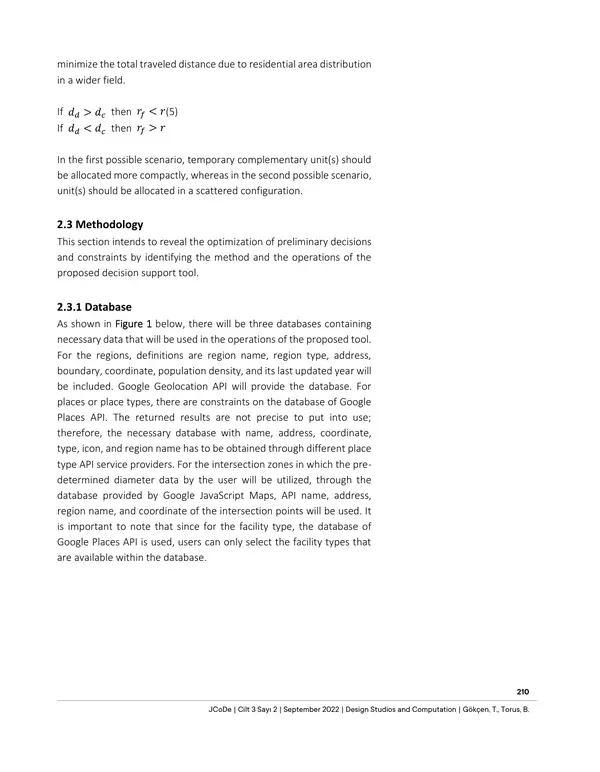 minimize the total traveled distance due to residential area distribution
in a wider field.
If d_d > d_c then r_f < r(5)
If d_d < d_c then r_f > r
In the first possible scenario, temporary complementary unit(s) should
be allocated more compactly, whereas in the second possible scenario,
unit(s) should be allocated in a scattered configuration.
2.3 Methodology
This section intends to reveal the optimization of preliminary decisions
and constraints by identifying the method and the operations of the
proposed decision support tool.
2.3.1 Database
As shown in Figure 1 below, there will be three databases containing
necessary data that will be used in the operations of the proposed tool.
For the regions, definitions are region name, region type, address,
boundary, coordinate, population density, and its last updated year will
be included. Google Geolocation API will provide the database. For
places or place types, there are constraints on the database of Google
Places API. The returned results are not precise to put into use;
therefore, the necessary database with name, address, coordinate,
type, icon, and region name has to be obtained through different place
type API service providers. For the intersection zones in which the pre-
determined diameter data by the user will be utilized, through the
database provided by Google JavaScript Maps, API name, address,
region name, and coordinate of the intersection points will be used. It
is important to note that since for the facility type, the database of
Google Places API is used, users can only select the facility types that
are available within the database.
210
JCoDe | Cilt 3 Sayı 2 | September 2022 | Design Studios and Computation | Gökçen, T., Torus, B.